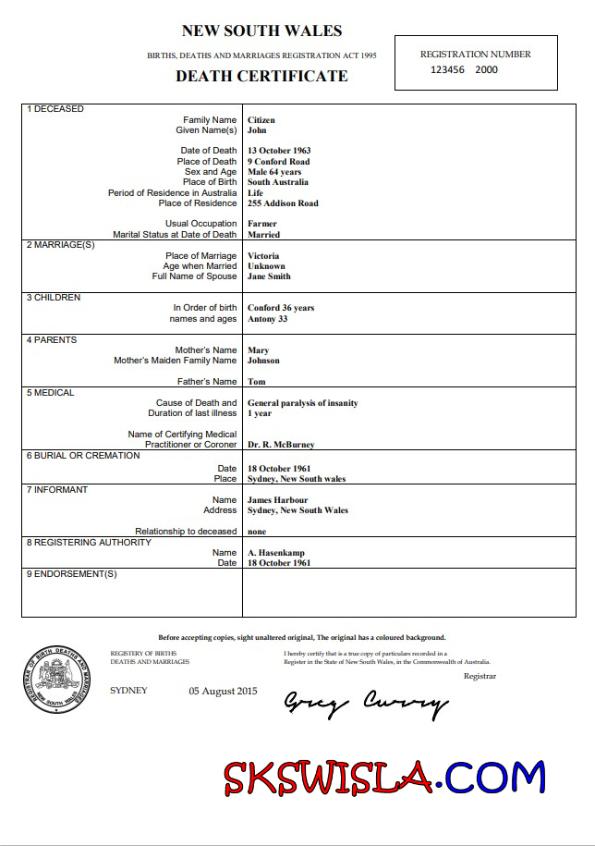 NEW SOUTH WALES
BIRTHS, DEATHS AND MARRIAGES REGISTRATION ACT 1995
DEATH CERTIFICATE
REGISTRATION NUMBER
123456 2000
1 DECEASED
Family Name Citizen
Given Name(s) John
Date of Death 13 October 1963
Place of Death 9 Conford Road
Sex and Age Male 64 years
Place of Birth South Australia
Period of Residence in Australia Life
Place of Residence 255 Addison Road
Usual Occupation Farmer
Marital Status at Date of Death Married
2 MARRIAGE(S)
Place of Marriage Victoria
Age when Married Unknown
Full Name of Spouse Jane Smith
3 CHILDREN
In Order of birth Conford 36 years
names and ages Antony 33
4 PARENTS
Mother's Name Mary
Mother's Maiden Family Name Johnson
Father's Name Tom
5 MEDICAL
Cause of Death and General paralysis of insanity
Duration of last illness 1 year
Name of Certifying Medical
Practitioner or Coroner Dr. R. McBurney
6 BURIAL OR CREMATION
Date 18 October 1961
Place Sydney, New South wales
7 INFORMANT
Name James Harbour
Address Sydney, New South Wales
Relationship to deceased none
8 REGISTERING AUTHORITY
Name A. Hasenkamp
Date 18 October 1961
9 ENDORSEMENT(S)
Before accepting copies, sight unaltered original, The original has a coloured background.
REGISTRAR OF BIRTH DEATHS AND MARRIAGES
NEW SOUTH WALES
REGISTERY OF BIRTHS
DEATHS AND MARRIAGES
I hereby certify that is a true copy of particulars recorded in a
Register in the State of New South Wales, in the Commonwealth of Australia.
Registrar
SYDNEY 05 August 2015
Greg Curry
SKSWISLA.COM